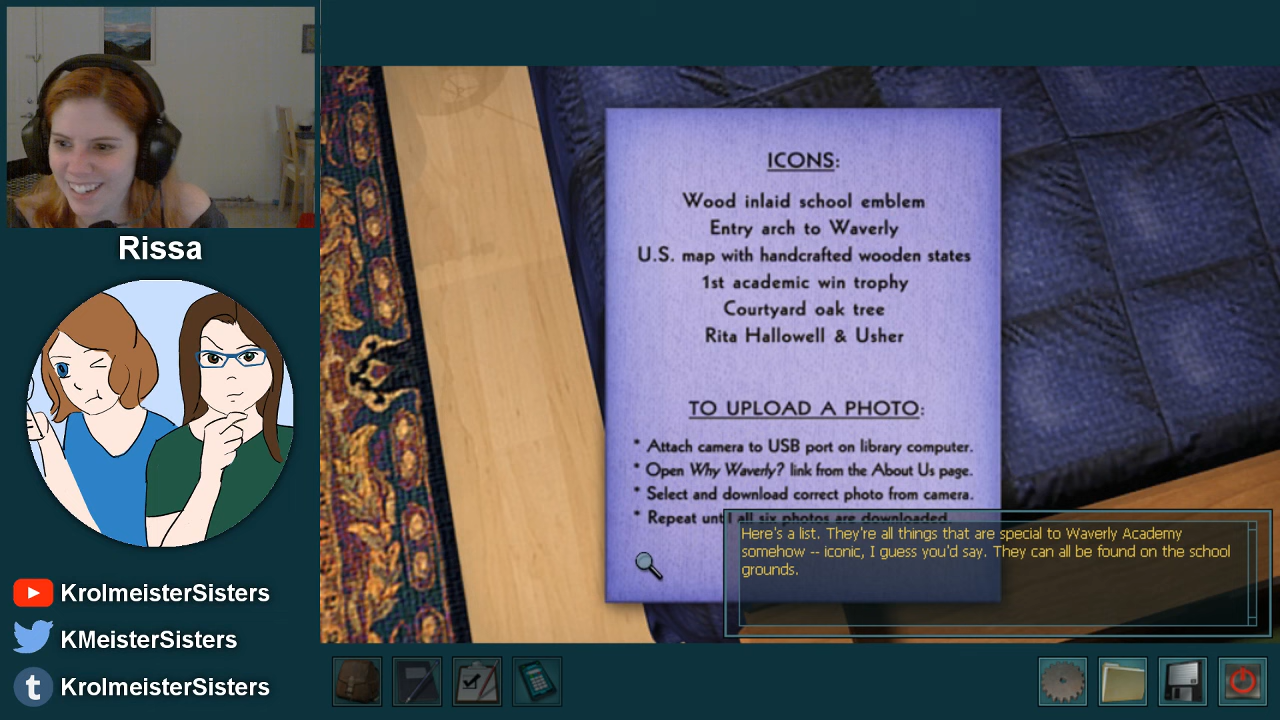 Rissa
KrolmeisterSisters
KMeisterSisters
t KrolmeisterSisters
ICONS:
Wood inlaid school emblem
Entry arch to Waverly
U.S. map with handcrafted wooden states
1st academic win trophy
Courtyard oak tree
Rita Hallowell & Usher
TO UPLOAD A PHOTO:
* Attach camera to USB port on library computer.
* Open Why Waverly? link from the About Us page.
* Select and download correct photo from camera.
* Repeat until all six photos are downloaded.
Here's a list. They're all things that are special to Waverly Academy
somehow -- iconic, I guess you'd say. They can all be found on the school
grounds.